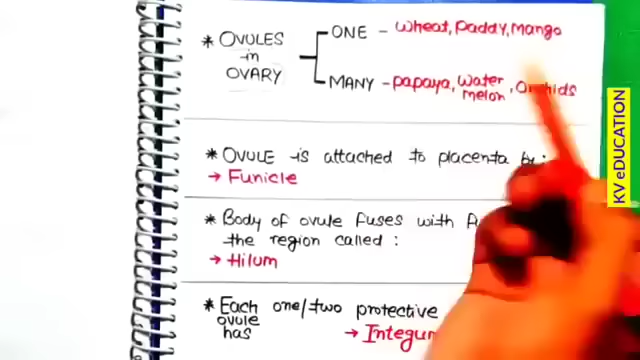 * OVULES in OVARY
ONE - Wheat, Paddy, Mango
MANY - Papaya, Water melon, Orchids
* OVULE is attached to placenta by:
→ Funicle
* Body of ovule fuses with
the region called :
→ Hilum
* Each ovule has one/two protective
→ Integum
KV eDUCATION